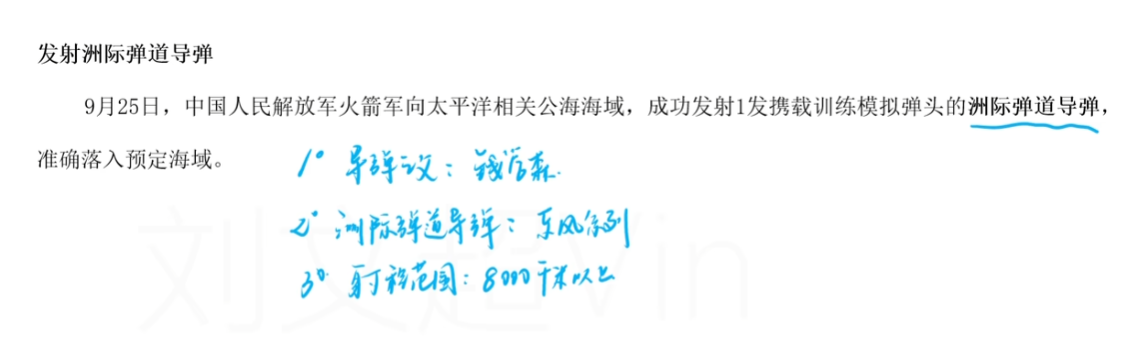 发射洲际弹道导弹
9月25日，中国人民解放军火箭军向太平洋相关公海海域，成功发射1发携载训练模拟弹头的洲际弹道导弹，
准确落入预定海域。
1° 导弹之父：钱学森.
2° 洲际弹道导弹：东风系列
3° 射程范围：8000千米以上
刘文超Vin